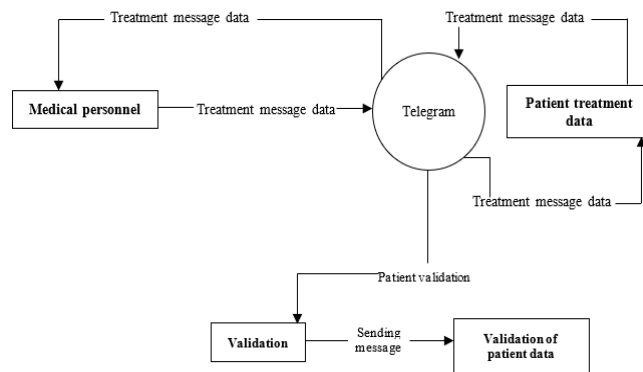 Treatment message data
Treatment message data
Medical personnel
Treatment message data
Telegram
Patient treatment
data
Treatment message data
Patient validation
Validation
Sending
message
Validation of
patient data